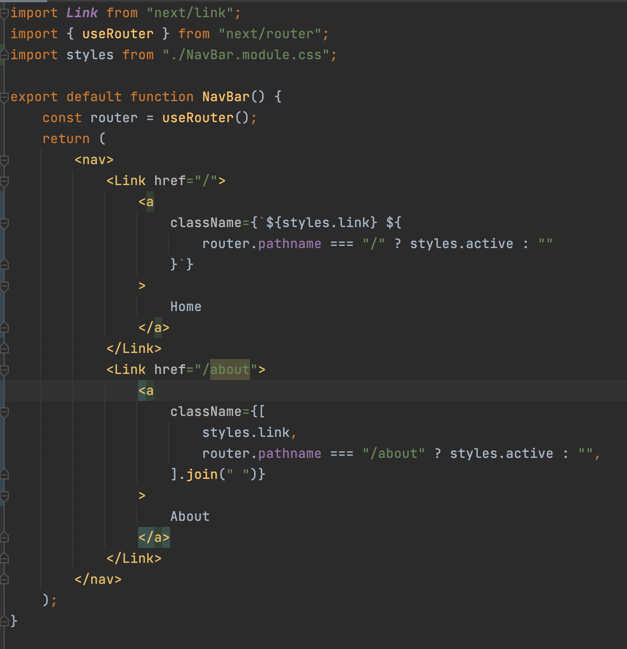 import Link from "next/link";
import { useRouter } from "next/router";
import styles from "./NavBar.module.css";
export default function NavBar() {
    const router = useRouter();
    return (
        <nav>
            <Link href="/">
                <a
                    className={`${styles.link} ${
                        router.pathname === "/" ? styles.active : ""
                    }`}
                >
                    Home
                </a>
            </Link>
            <Link href="/about">
                <a
                    className={[
                        styles.link,
                        router.pathname === "/about" ? styles.active : "",
                    ].join(" ")}
                >
                    About
                </a>
            </Link>
        </nav>
    );
}